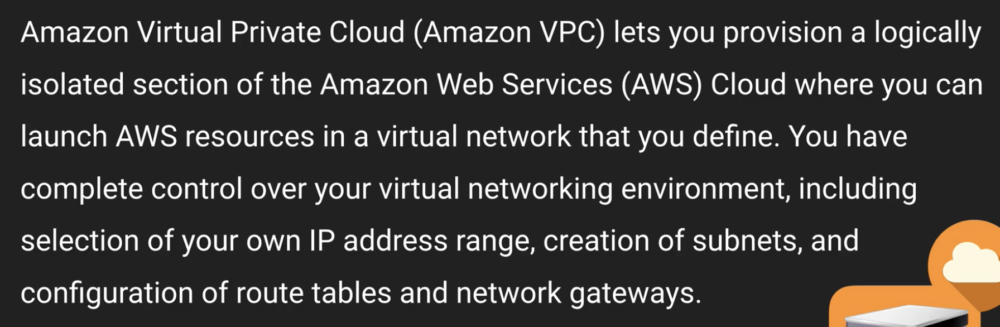 Amazon Virtual Private Cloud (Amazon VPC) lets you provision a logically
isolated section of the Amazon Web Services (AWS) Cloud where you can
launch AWS resources in a virtual network that you define. You have
complete control over your virtual networking environment, including
selection of your own IP address range, creation of subnets, and
configuration of route tables and network gateways.